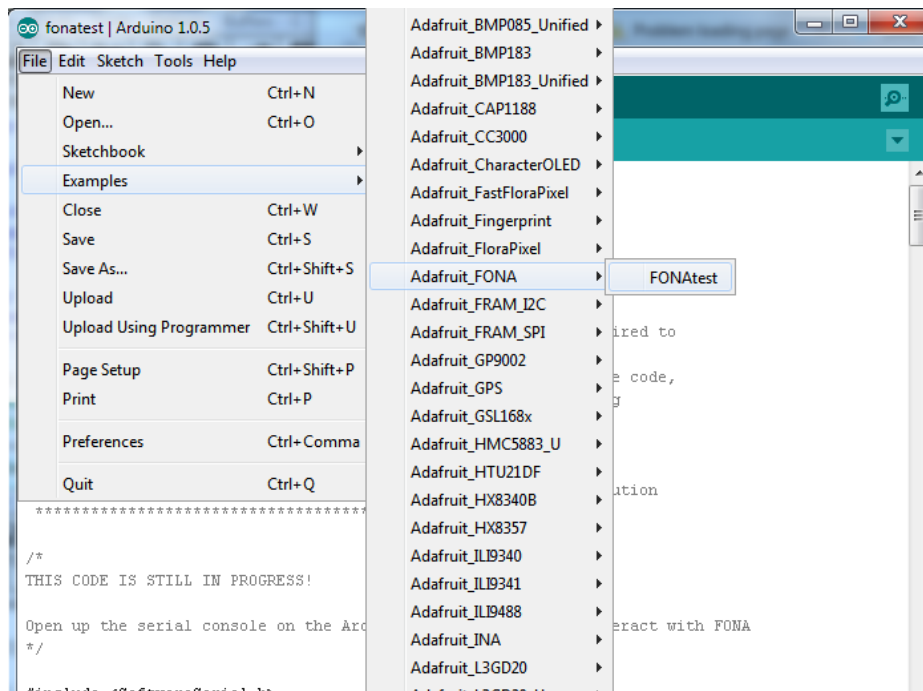 fonatest | Arduino 1.0.5
File Edit Sketch Tools Help
New Ctrl+N
Open... Ctrl+O
Sketchbook
Examples
Close Ctrl+W
Save Ctrl+S
Save As... Ctrl+Shift+S
Upload Ctrl+U
Upload Using Programmer Ctrl+Shift+U
Page Setup Ctrl+Shift+P
Print Ctrl+P
Preferences Ctrl+Comma
Quit Ctrl+Q
Adafruit_BMP085_Unified
Adafruit_BMP183
Adafruit_BMP183_Unified
Adafruit_CAP1188
Adafruit_CC3000
Adafruit_CharacterOLED
Adafruit_FastFloraPixel
Adafruit_Fingerprint
Adafruit_FloraPixel
Adafruit_FONA
Adafruit_FRAM_I2C
Adafruit_FRAM_SPI
Adafruit_GP9002
Adafruit_GPS
Adafruit_GSL168x
Adafruit_HMC5883_U
Adafruit_HTU21DF
Adafruit_HX8340B
Adafruit_HX8357
Adafruit_ILI9340
Adafruit_ILI9341
Adafruit_ILI9488
Adafruit_INA
Adafruit_L3GD20
FONAtest
ired to
e code,
g
ution
************************************
/*
THIS CODE IS STILL IN PROGRESS!
Open up the serial console on the Ard eract with FONA
*/
#include <SoftwareSerial.h>